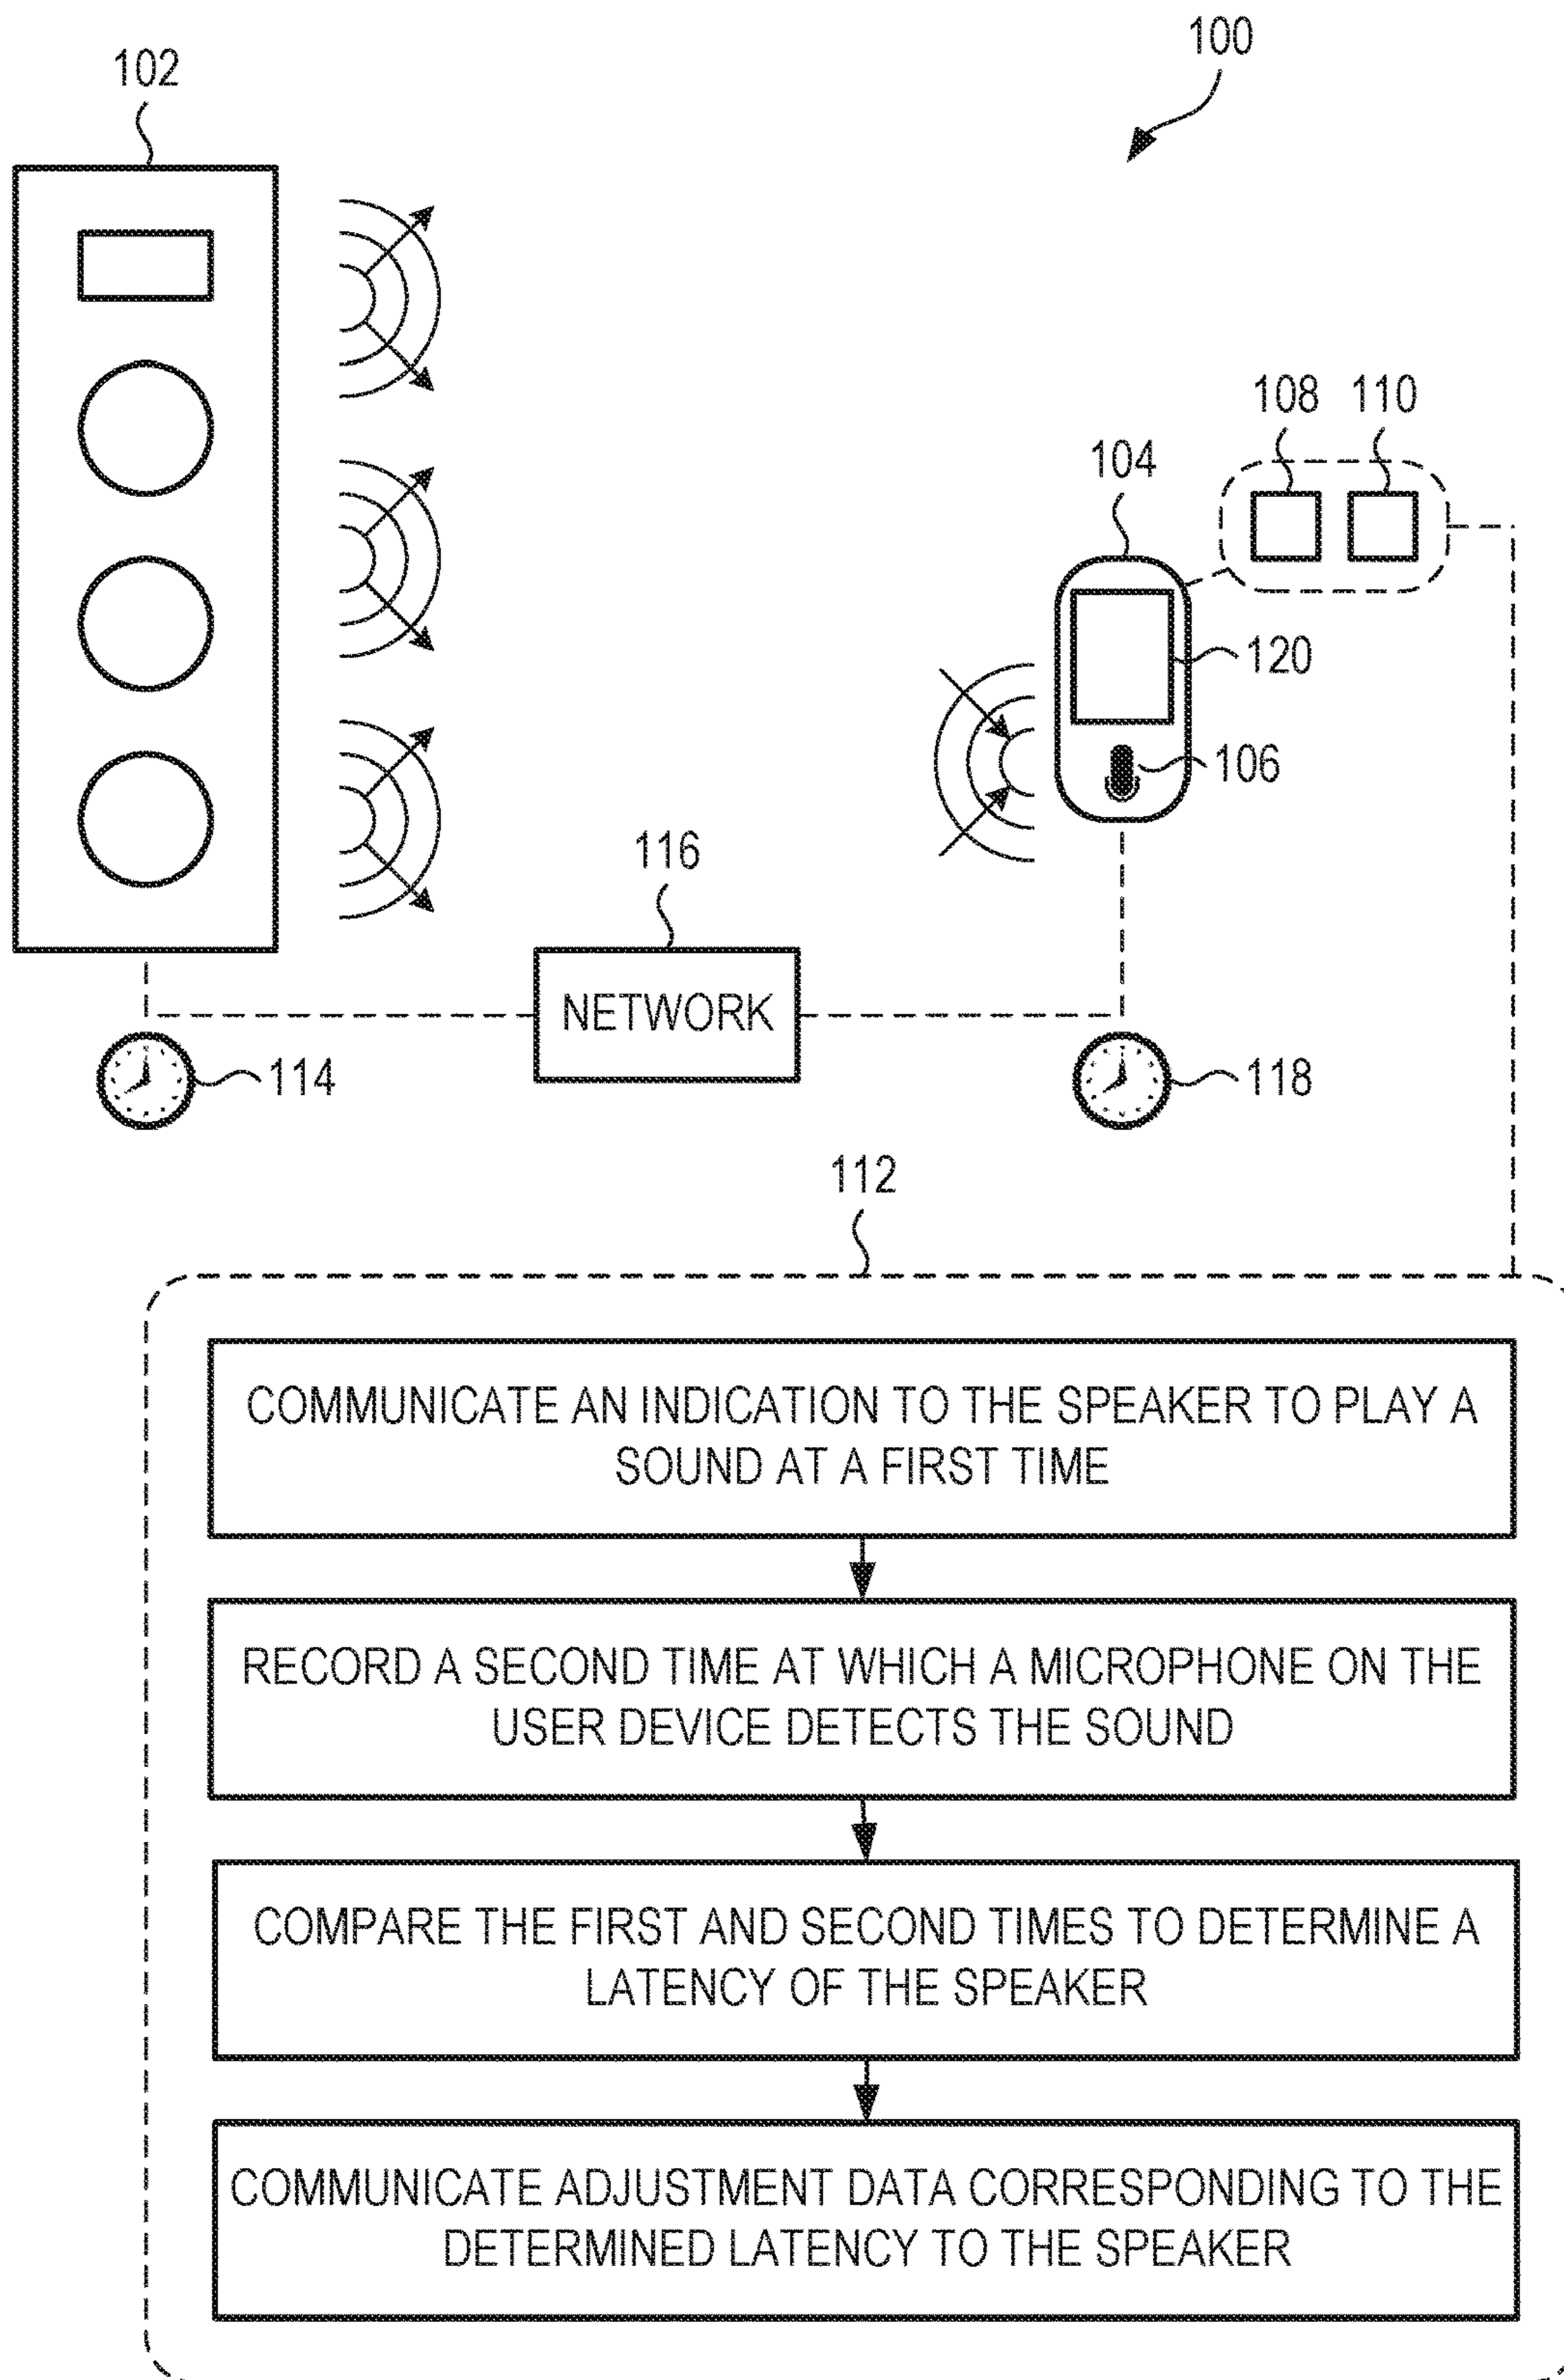 100
102
108 110
104
120
106
116
NETWORK
114
118
112
COMMUNICATE AN INDICATION TO THE SPEAKER TO PLAY A
SOUND AT A FIRST TIME
RECORD A SECOND TIME AT WHICH A MICROPHONE ON THE
USER DEVICE DETECTS THE SOUND
COMPARE THE FIRST AND SECOND TIMES TO DETERMINE A
LATENCY OF THE SPEAKER
COMMUNICATE ADJUSTMENT DATA CORRESPONDING TO THE
DETERMINED LATENCY TO THE SPEAKER